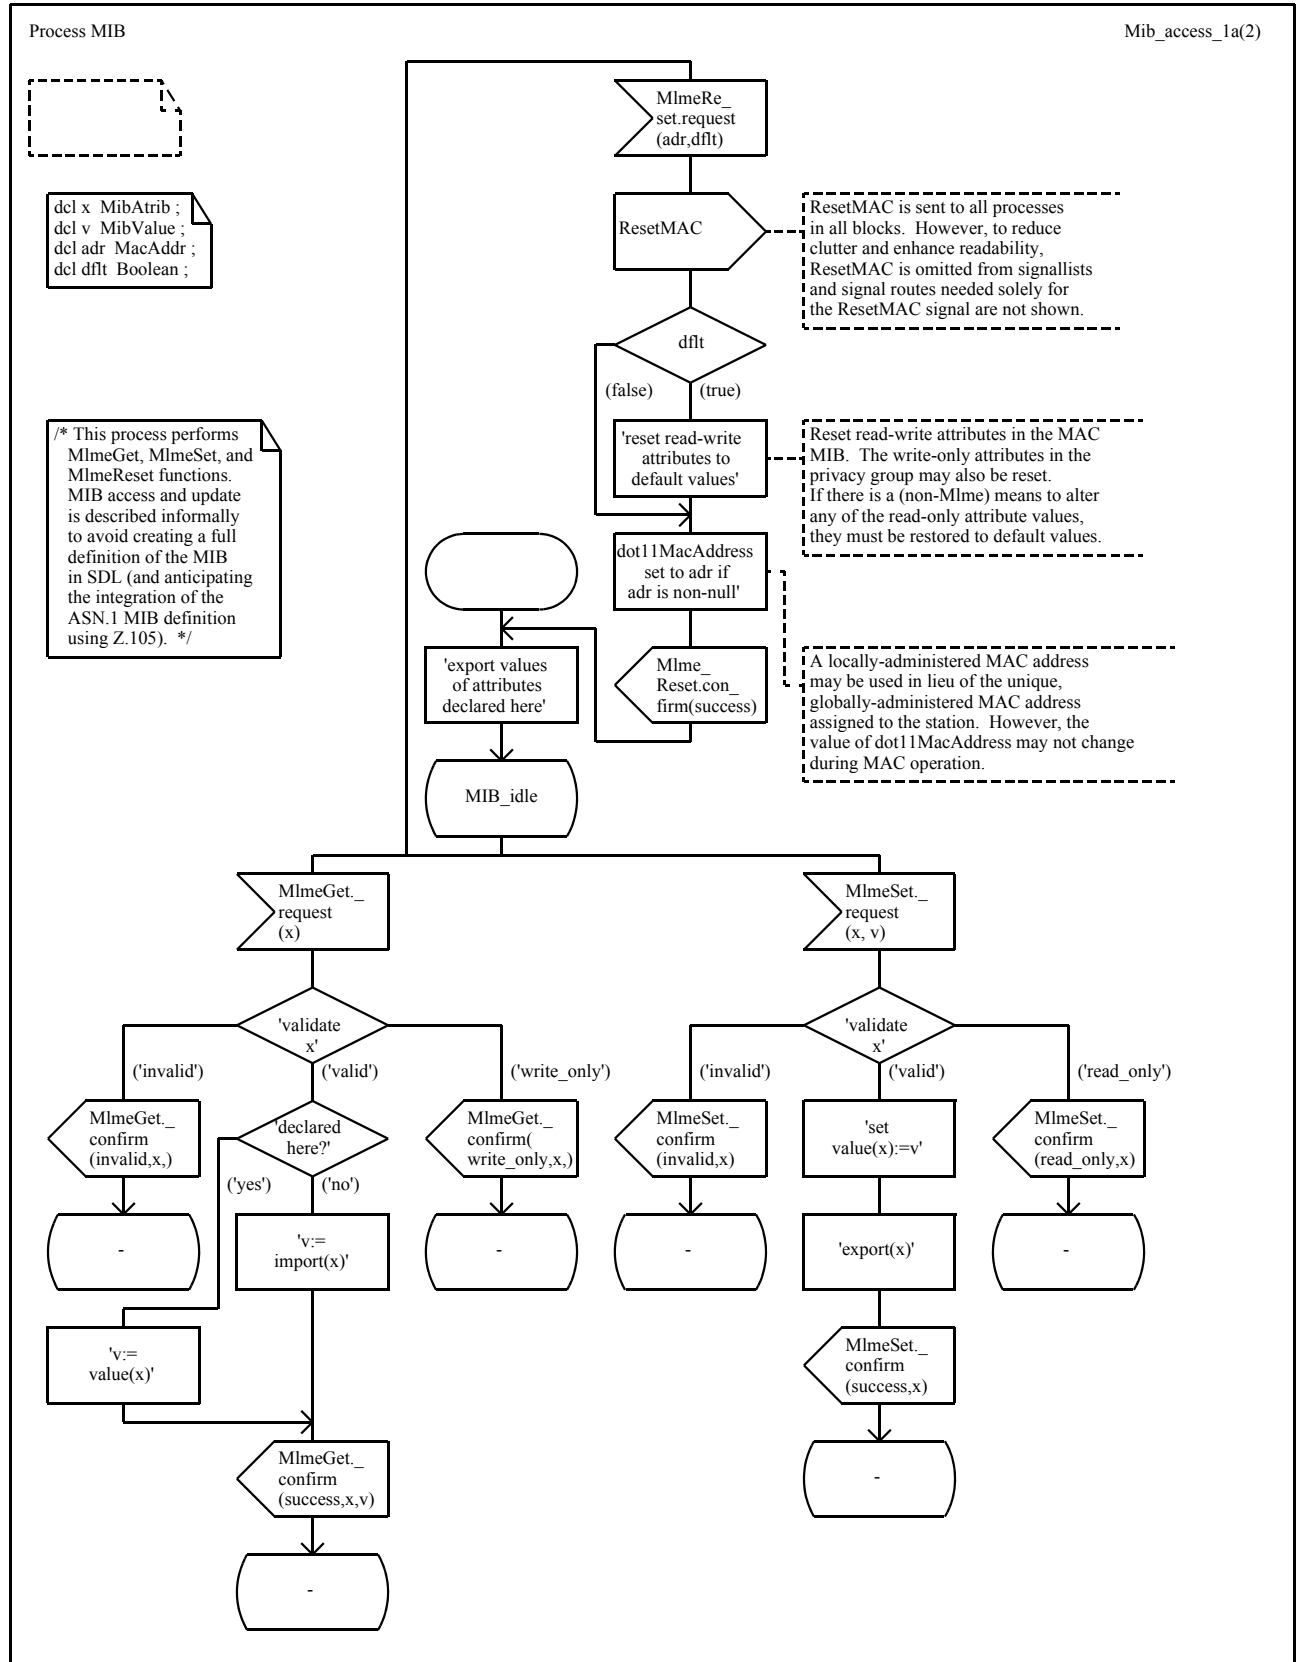 Process MIB
Mib_access_1a(2)
MlmeRe_
set.request
(adr,dflt)
dcl x  MibAtrib ;
dcl v  MibValue ;
dcl adr  MacAddr ;
dcl dflt  Boolean ;
ResetMAC
ResetMAC is sent to all processes
in all blocks.  However, to reduce
clutter and enhance readability,
ResetMAC is omitted from signallists
and signal routes needed solely for
the ResetMAC signal are not shown.
dflt
(false)
(true)
/* This process performs
MlmeGet, MlmeSet, and
MlmeReset functions.
MIB access and update
is described informally
to avoid creating a full
definition of the MIB
in SDL (and anticipating
the integration of the
ASN.1 MIB definition
using Z.105).  */
'reset read-write
attributes to
default values'
Reset read-write attributes in the MAC
MIB.  The write-only attributes in the
privacy group may also be reset.
If there is a (non-Mlme) means to alter
any of the read-only attribute values,
they must be restored to default values.
dot11MacAddress
set to adr if
adr is non-null'
'export values
of attributes
declared here'
Mlme_
Reset.con_
firm(success)
A locally-administered MAC address
may be used in lieu of the unique,
globally-administered MAC address
assigned to the station.  However, the
value of dot11MacAddress may not change
during MAC operation.
MIB_idle
MlmeGet._
request
(x)
MlmeSet._
request
(x, v)
'validate
x'
'validate
x'
('invalid')
('valid')
('write_only')
('invalid')
('valid')
('read_only')
MlmeGet._
confirm
(invalid,x,)
'declared
here?'
MlmeGet._
confirm(
write_only,x,)
MlmeSet._
confirm
(invalid,x)
'set
value(x):=v'
MlmeSet._
confirm
(read_only,x)
('yes')
('no')
-
'v:=
import(x)'
-
-
'export(x)'
-
'v:=
value(x)'
MlmeSet._
confirm
(success,x)
MlmeGet._
confirm
(success,x,v)
-
-